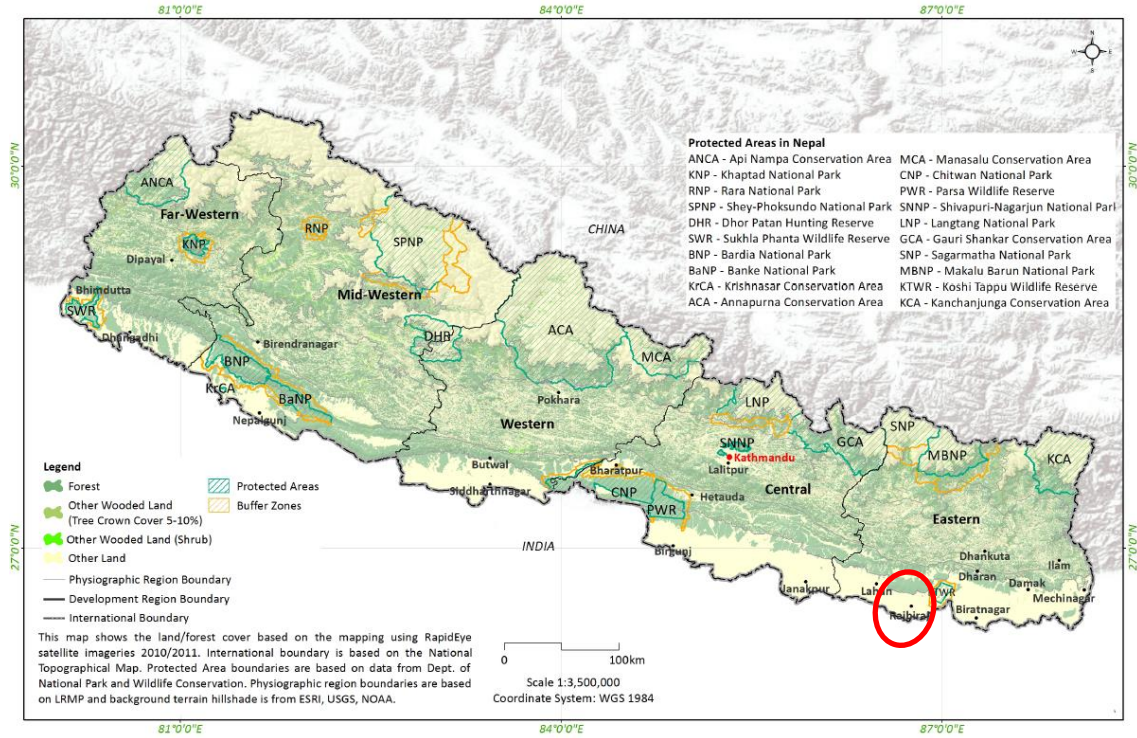 81°0'0"E 84°0'0"E 87°0'0"E
N
W E
S
30°0'0"N 30°0'0"N
Protected Areas in Nepal
ANCA - Api Nampa Conservation Area MCA - Manasalu Conservation Area
KNP - Khaptad National Park CNP - Chitwan National Park
RNP - Rara National Park PWR - Parsa Wildlife Reserve
SPNP - Shey-Phoksundo National Park SNNP - Shivapuri-Nagarjun National Parl
DHR - Dhor Patan Hunting Reserve LNP - Langtang National Park
SWR - Sukhla Phanta Wildlife Reserve GCA - Gauri Shankar Conservation Area
BNP - Bardia National Park SNP - Sagarmatha National Park
BaNP - Banke National Park MBNP - Makalu Barun National Park
KrCA - Krishnasar Conservation Area KTWR - Koshi Tappu Wildlife Reserve
ACA - Annapurna Conservation Area KCA - Kanchanjunga Conservation Area
ANCA
Far-Western
RNP
CHINA
KNP
SPNP
Dipayal
Bhimdutta
Mid-Western
SWR
ACA
Dhangadhi
DHR
Birendranagar
MCA
BNP
KrCA
BaNP
Pokhara
LNP
Nepalgunj
Western
SNP
SNNP
GCA
MBNP
KCA
Kathmandu
Butwal
Bharatpur
Lalitpur
Siddharthnagar
CNP
Hetauda
Central
PWR
Eastern
INDIA
Birgunj
Dhankuta
Ilam
Dharan
Janakpur
Lahan
TWR
Damak
Mechinagar
Rajbiraj
Biratnagar
27°0'0"N 27°0'0"N
Legend
Forest Protected Areas
Other Wooded Land Buffer Zones
(Tree Crown Cover 5-10%)
Other Wooded Land (Shrub)
Other Land
Physiographic Region Boundary
Development Region Boundary
International Boundary
This map shows the land/forest cover based on the mapping using RapidEye
satellite imageries 2010/2011. International boundary is based on the National
Topographical Map. Protected Area boundaries are based on data from Dept. of
National Park and Wildlife Conservation. Physiographic region boundaries are based
on LRMP and background terrain hillshade is from ESRI, USGS, NOAA.
0 100km
Scale 1:3,500,000
Coordinate System: WGS 1984
81°0'0"E 84°0'0"E 87°0'0"E